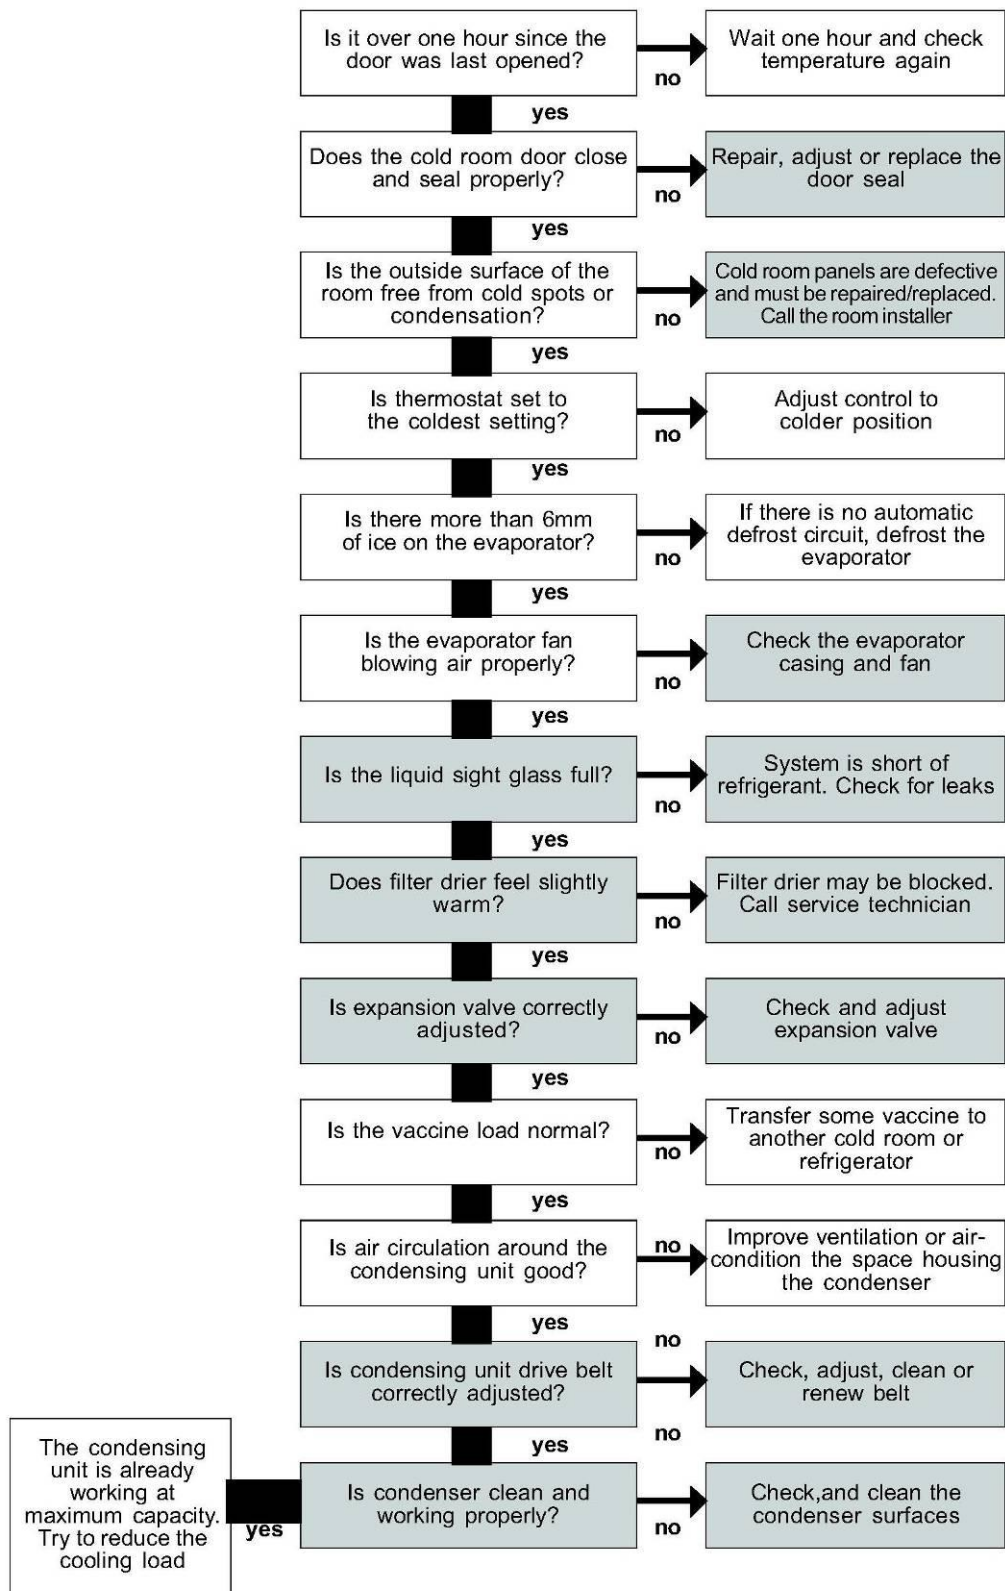 Is it over one hour since the
door was last opened?
no
Wait one hour and check
temperature again
yes
Does the cold room door close
and seal properly?
no
Repair, adjust or replace the
door seal
yes
Is the outside surface of the
room free from cold spots or
condensation?
no
Cold room panels are defective
and must be repaired/replaced.
Call the room installer
yes
Is thermostat set to
the coldest setting?
no
Adjust control to
colder position
yes
Is there more than 6mm
of ice on the evaporator?
no
If there is no automatic
defrost circuit, defrost the
evaporator
yes
Is the evaporator fan
blowing air properly?
no
Check the evaporator
casing and fan
yes
Is the liquid sight glass full?
no
System is short of
refrigerant. Check for leaks
yes
Does filter drier feel slightly
warm?
no
Filter drier may be blocked.
Call service technician
yes
Is expansion valve correctly
adjusted?
no
Check and adjust
expansion valve
yes
Is the vaccine load normal?
no
Transfer some vaccine to
another cold room or
refrigerator
yes
Is air circulation around the
condensing unit good?
no
Improve ventilation or air-
condition the space housing
the condenser
yes
no
Is condensing unit drive belt
correctly adjusted?
Check, adjust, clean or
renew belt
no
yes
Is condenser clean and
working properly?
no
Check,and clean the
condenser surfaces
yes
The condensing
unit is already
working at
maximum capacity.
Try to reduce the
cooling load